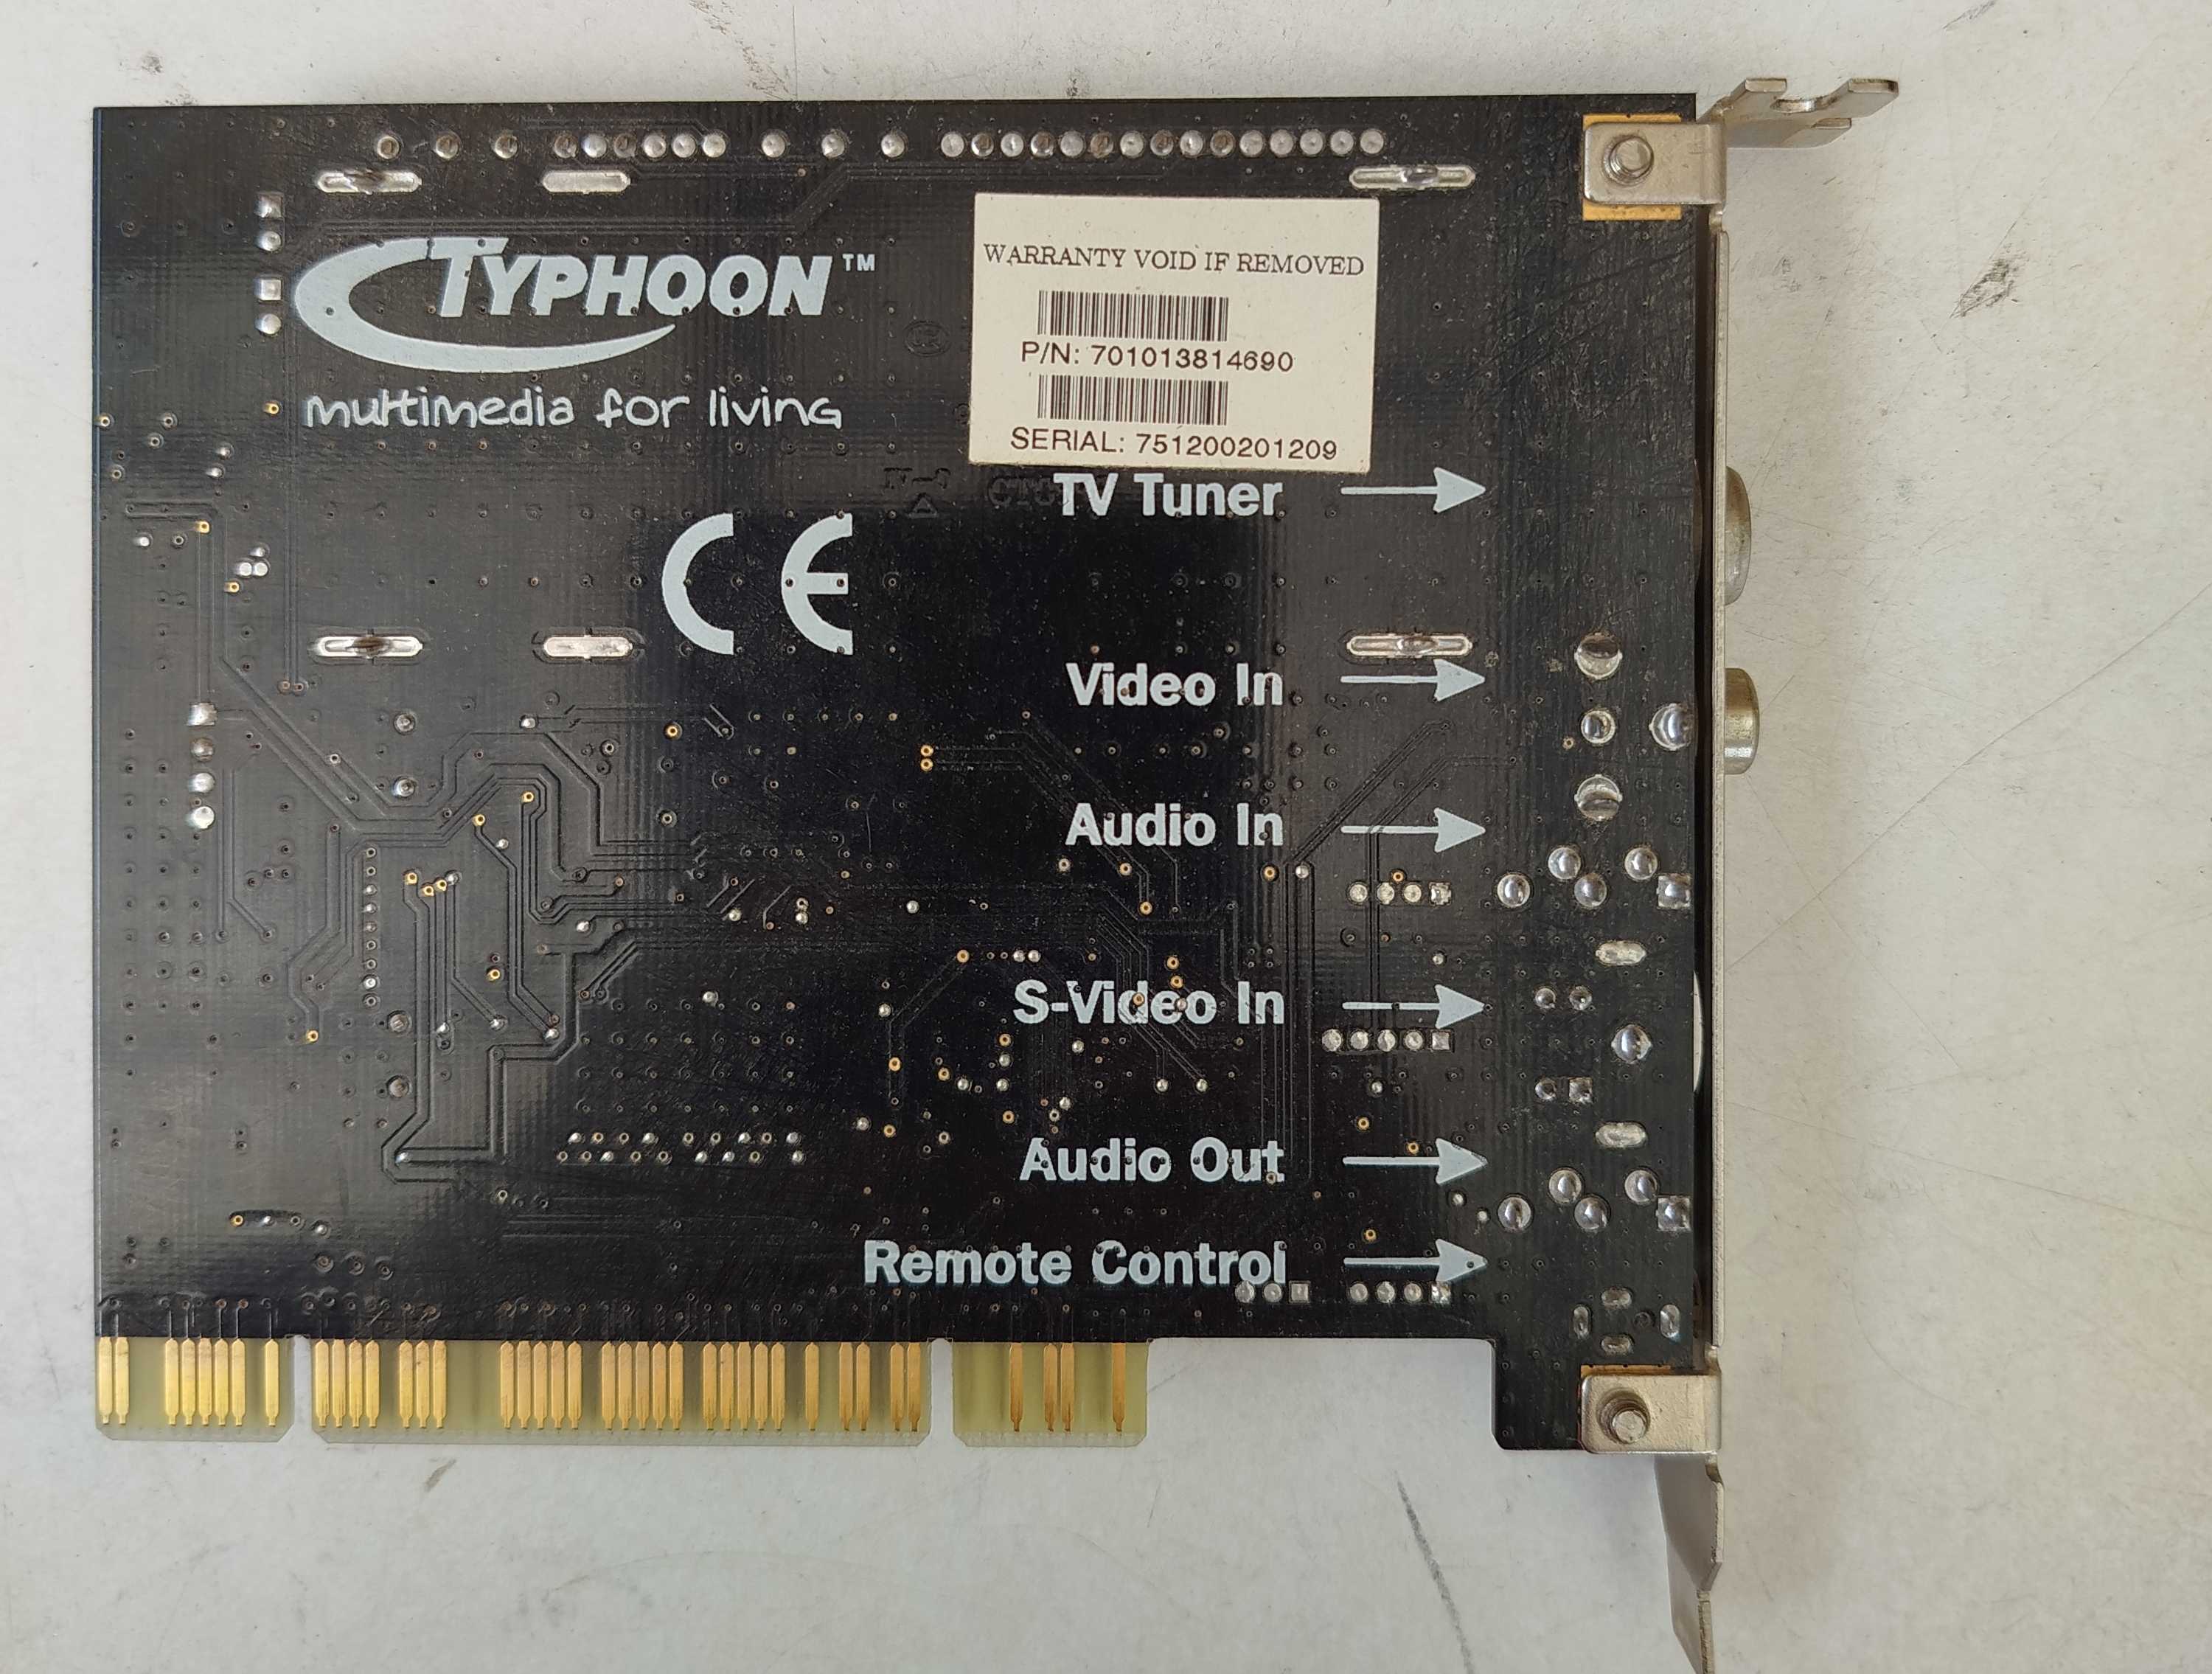 TYPHOON™
multimedia for living
WARRANTY VOID IF REMOVED
P/N: 701013814690
SERIAL: 751200201209
CE
TV Tuner
Video In
Audio In
S-Video In
Audio Out
Remote Control